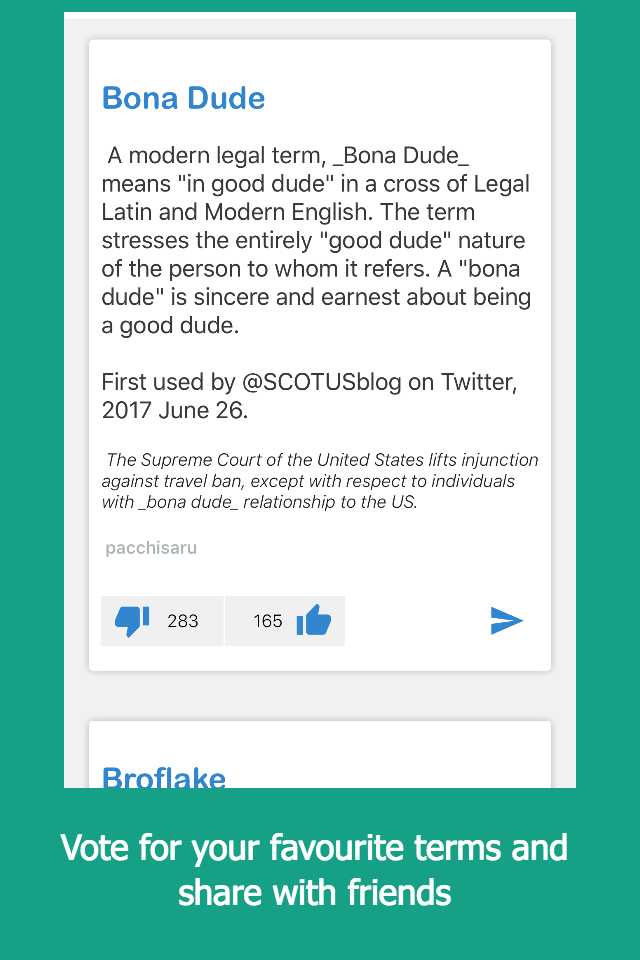 Bona Dude
A modern legal term, _Bona Dude_
means "in good dude" in a cross of Legal
Latin and Modern English. The term
stresses the entirely "good dude" nature
of the person to whom it refers. A "bona
dude" is sincere and earnest about being
a good dude.
First used by @SCOTUSblog on Twitter,
2017 June 26.
The Supreme Court of the United States lifts injunction
against travel ban, except with respect to individuals
with _bona dude_ relationship to the US.
pacchisaru
283 165
Broflake
Vote for your favourite terms and
share with friends